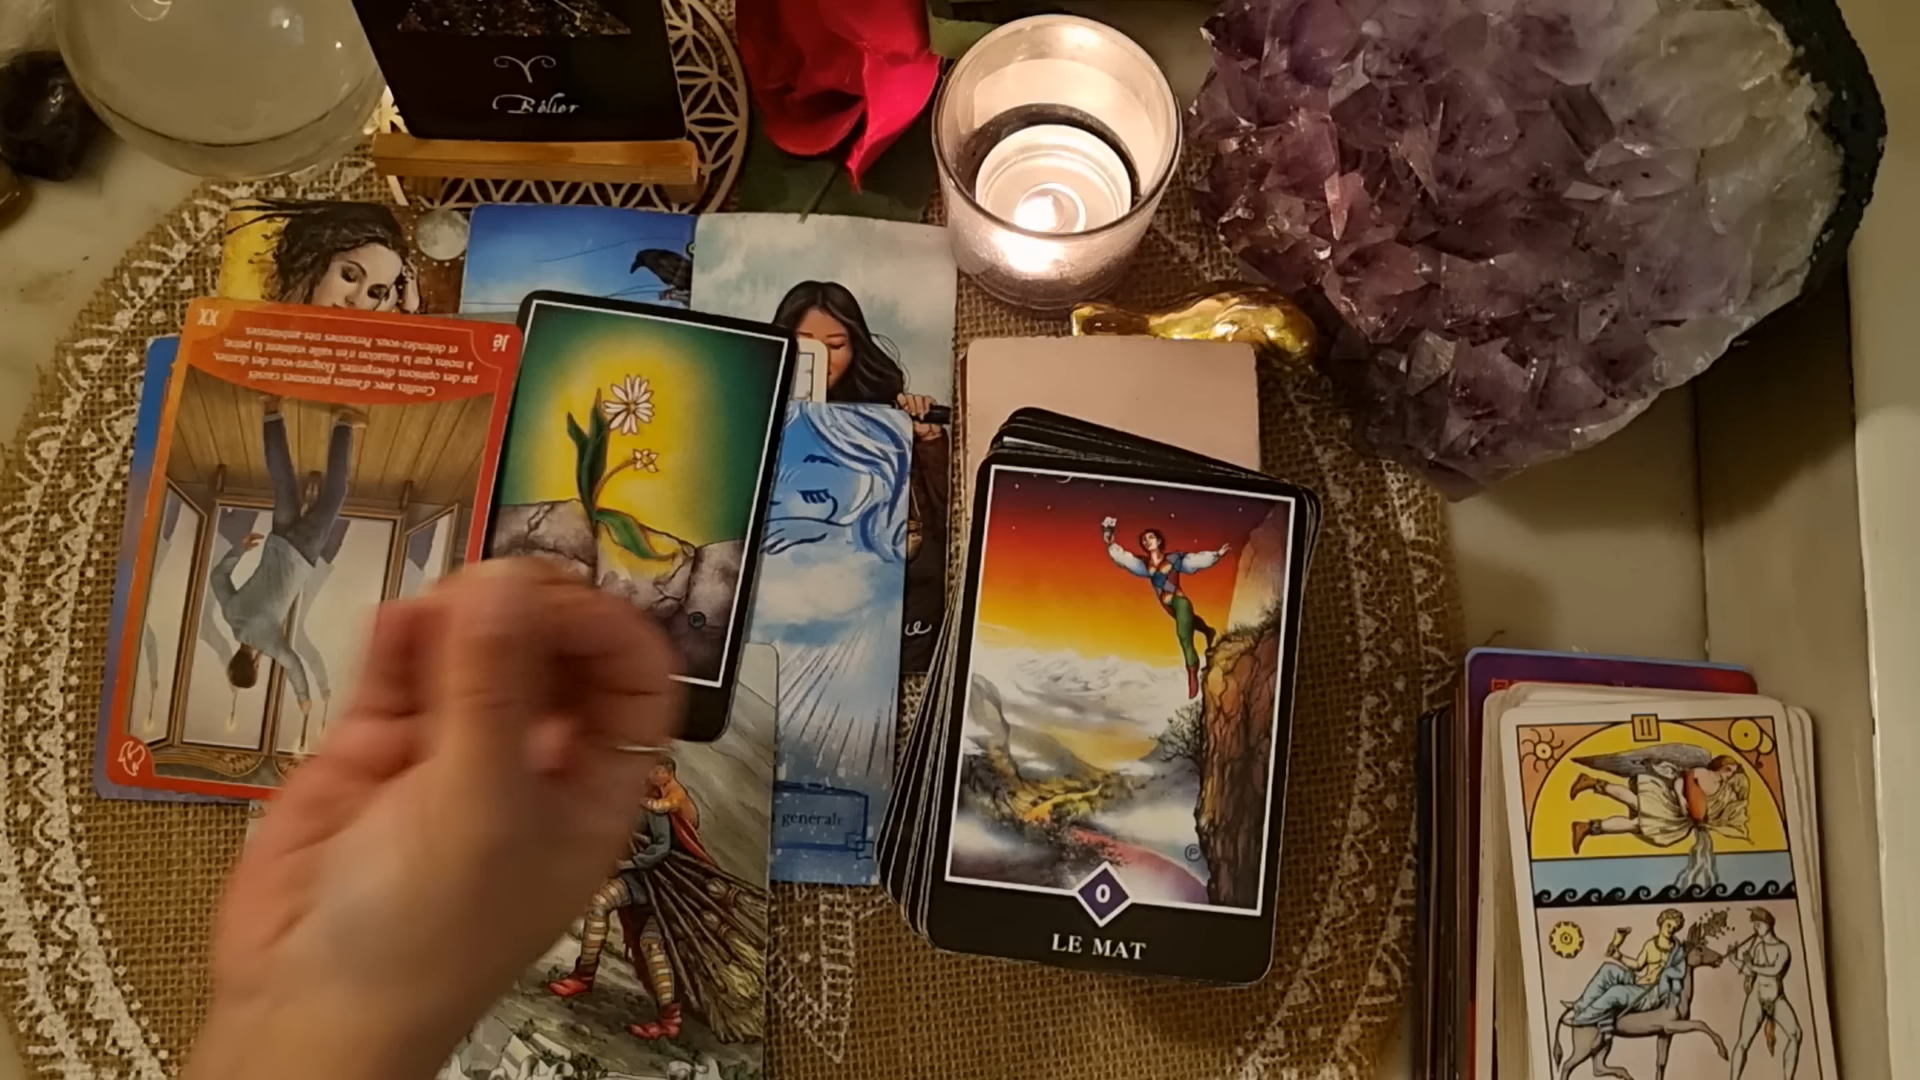 Bélier
XX
Jé
Conflits avec d'autres personnes causés
par des opinions divergentes. Éloignez-vous des drames,
à moins que la situation n'en vaille vraiment la peine,
et défendez-vous. Personnes très ambitieuses.
générale
0
LE MAT
II